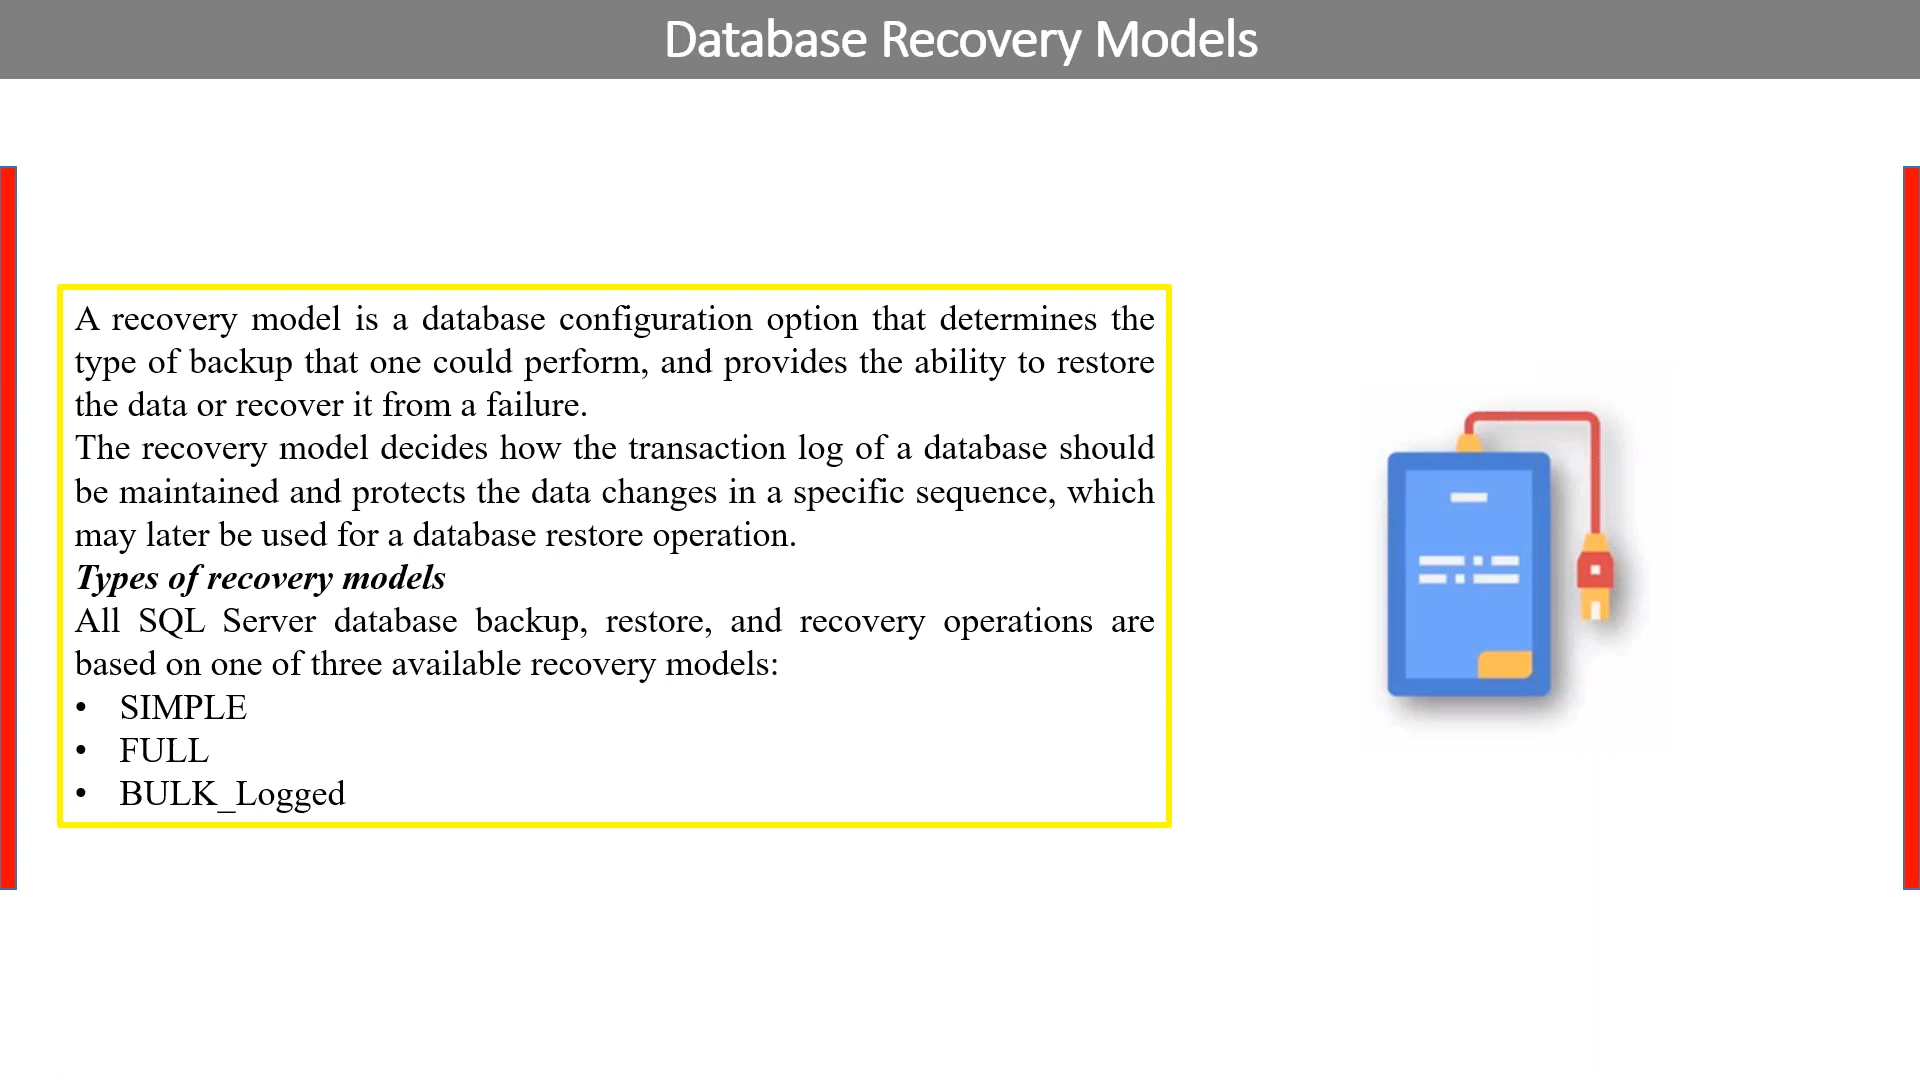 Database Recovery Models
A recovery model is a database configuration option that determines the
type of backup that one could perform, and provides the ability to restore
the data or recover it from a failure.
The recovery model decides how the transaction log of a database should
be maintained and protects the data changes in a specific sequence, which
may later be used for a database restore operation.
Types of recovery models
All SQL Server database backup, restore, and recovery operations are
based on one of three available recovery models:
• SIMPLE
• FULL
• BULK_Logged